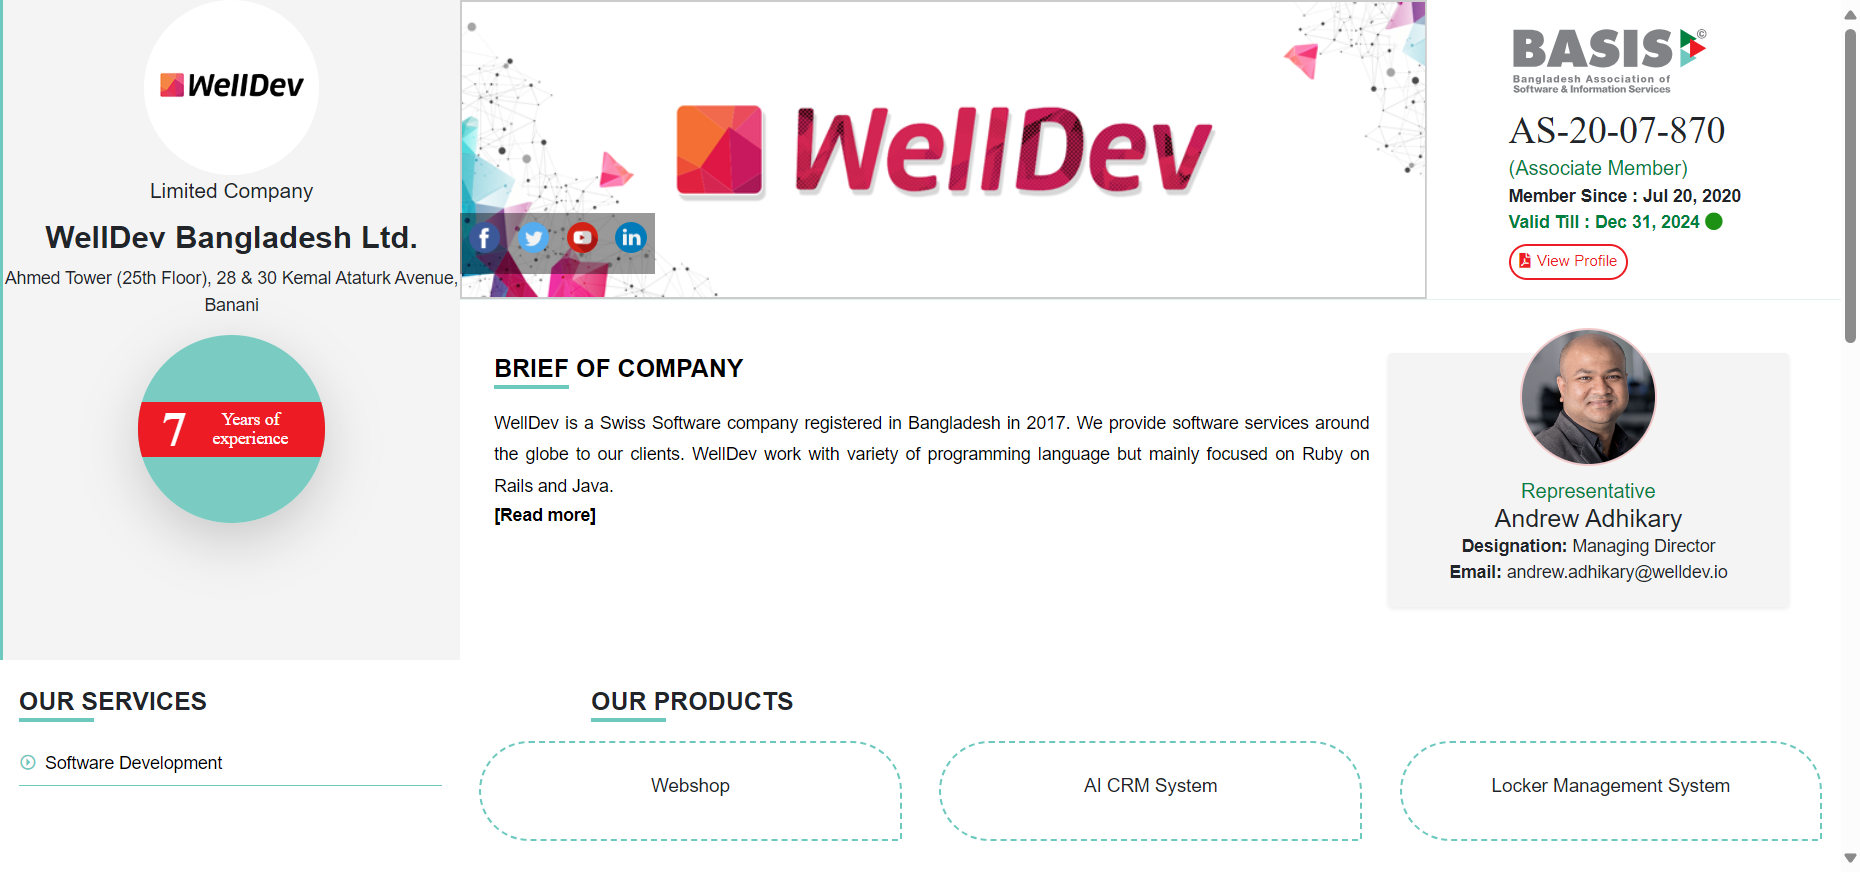 WellDev
Limited Company
WellDev Bangladesh Ltd.
Ahmed Tower (25th Floor), 28 & 30 Kemal Ataturk Avenue,
Banani
7 Years of
experience
WellDev
f
in
BASIS ©
Bangladesh Association of
Software & Information Services
AS-20-07-870
(Associate Member)
Member Since : Jul 20, 2020
Valid Till : Dec 31, 2024
View Profile
BRIEF OF COMPANY
WellDev is a Swiss Software company registered in Bangladesh in 2017. We provide software services around
the globe to our clients. WellDev work with variety of programming language but mainly focused on Ruby on
Rails and Java.
[Read more]
Representative
Andrew Adhikary
Designation: Managing Director
Email: andrew.adhikary@welldev.io
OUR SERVICES
Software Development
OUR PRODUCTS
Webshop
AI CRM System
Locker Management System